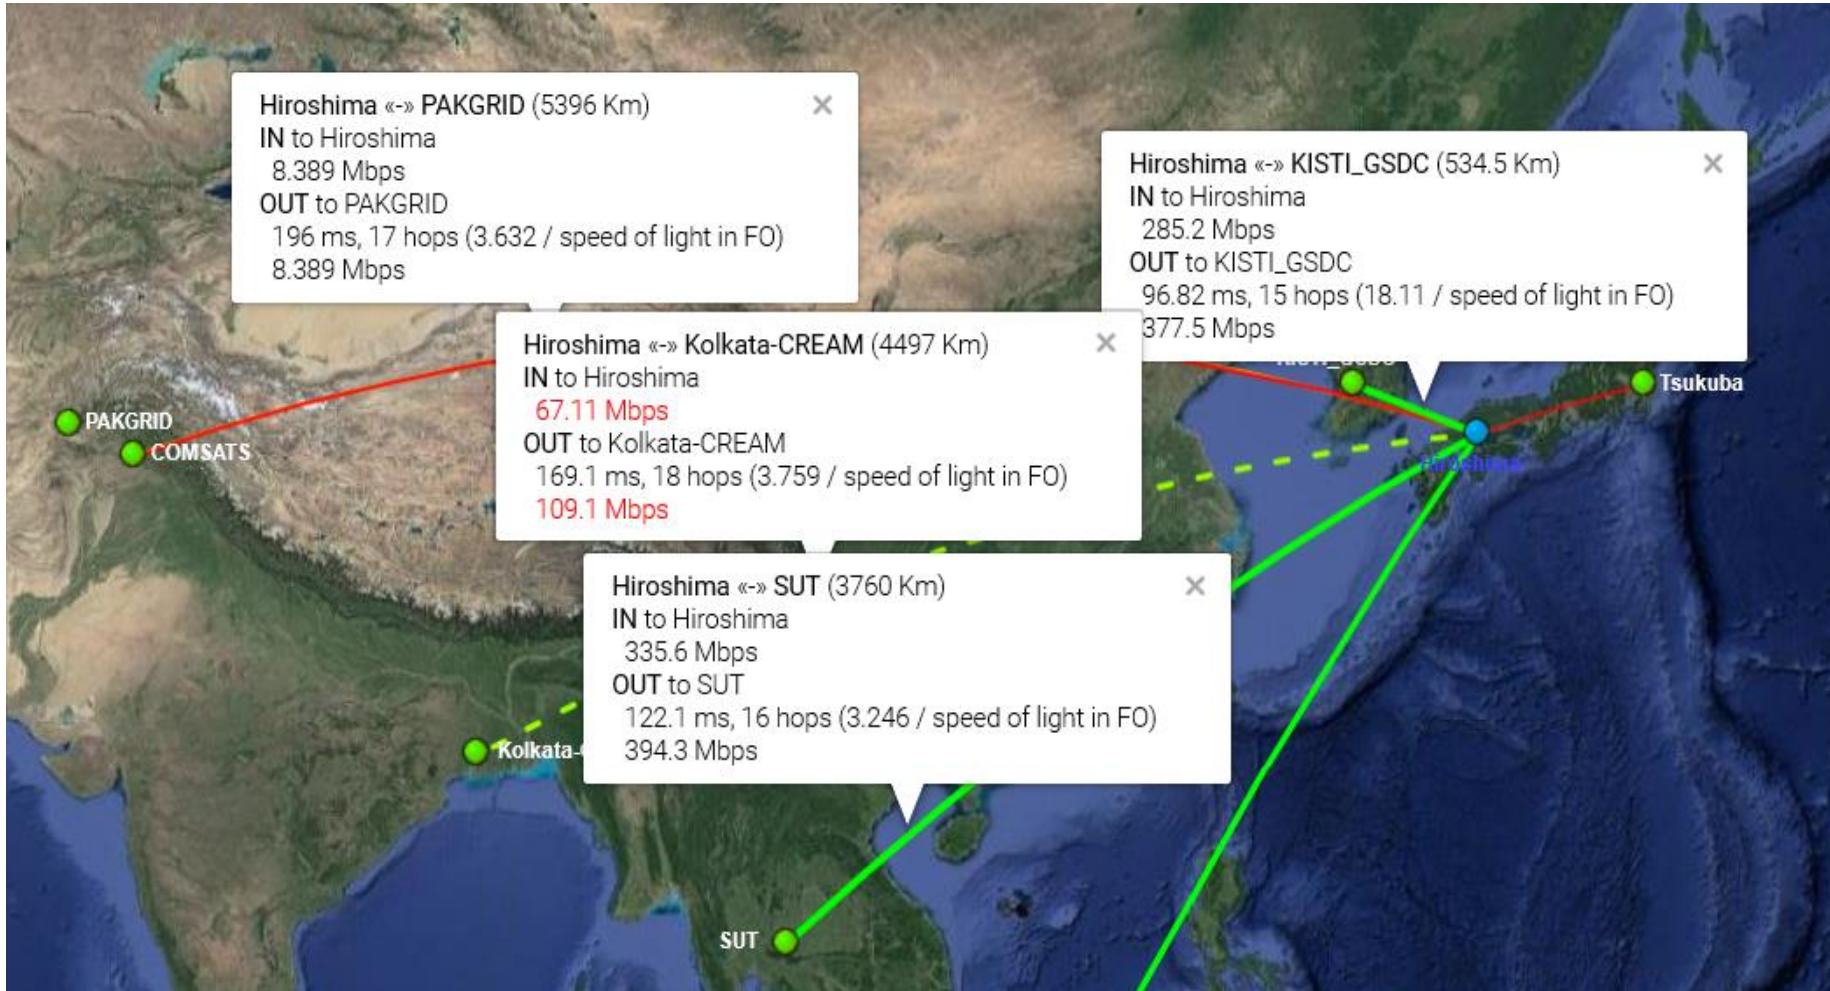 Hiroshima «-» PAKGRID (5396 Km)
IN to Hiroshima
8.389 Mbps
OUT to PAKGRID
196 ms, 17 hops (3.632 / speed of light in FO)
8.389 Mbps
Hiroshima «-» KISTI_GSDC (534.5 Km)
IN to Hiroshima
285.2 Mbps
OUT to KISTI_GSDC
96.82 ms, 15 hops (18.11 / speed of light in FO)
377.5 Mbps
Hiroshima «-» Kolkata-CREAM (4497 Km)
IN to Hiroshima
67.11 Mbps
OUT to Kolkata-CREAM
169.1 ms, 18 hops (3.759 / speed of light in FO)
109.1 Mbps
KISTI_GSDC
Tsukuba
PAKGRID
COMSATS
Hiroshima
Hiroshima «-» SUT (3760 Km)
IN to Hiroshima
335.6 Mbps
OUT to SUT
122.1 ms, 16 hops (3.246 / speed of light in FO)
394.3 Mbps
Kolkata-
SUT